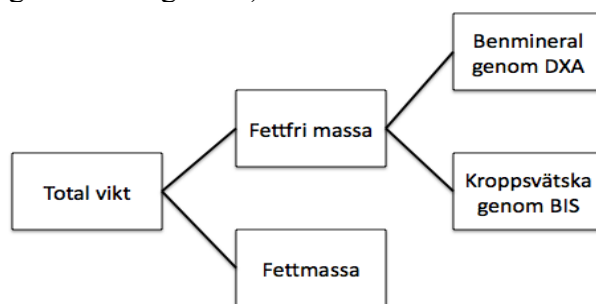 Benmineral
genom DXA
Fettfri massa
Total vikt
Kroppsvätska
genom BIS
Fettmassa